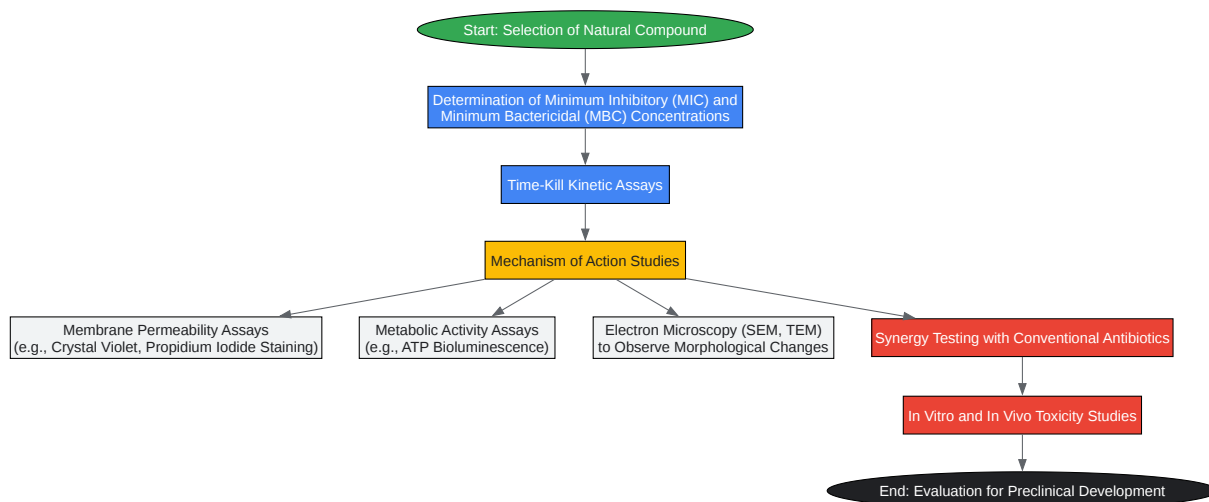 Start: Selection of Natural Compound
Determination of Minimum Inhibitory (MIC) and
Minimum Bactericidal (MBC) Concentrations
Time-Kill Kinetic Assays
Mechanism of Action Studies
Membrane Permeability Assays
(e.g., Crystal Violet, Propidium Iodide Staining)
Metabolic Activity Assays
(e.g., ATP Bioluminescence)
Electron Microscopy (SEM, TEM)
to Observe Morphological Changes
Synergy Testing with Conventional Antibiotics
In Vitro and In Vivo Toxicity Studies
End: Evaluation for Preclinical Development